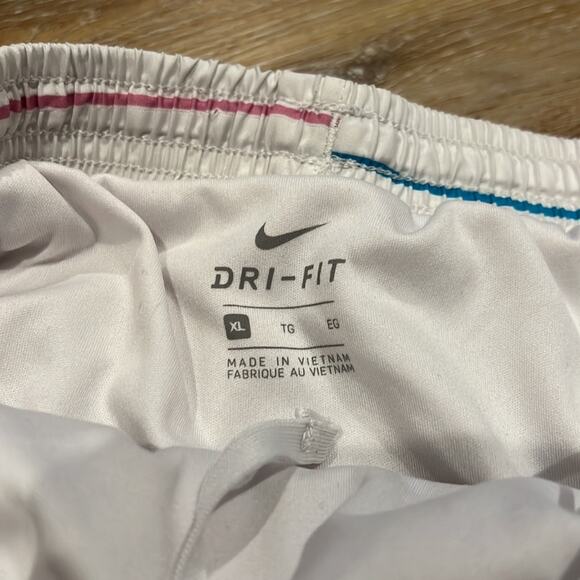 DRI-FIT
XL TG EG
MADE IN VIETNAM
FABRIQUE AU VIETNAM